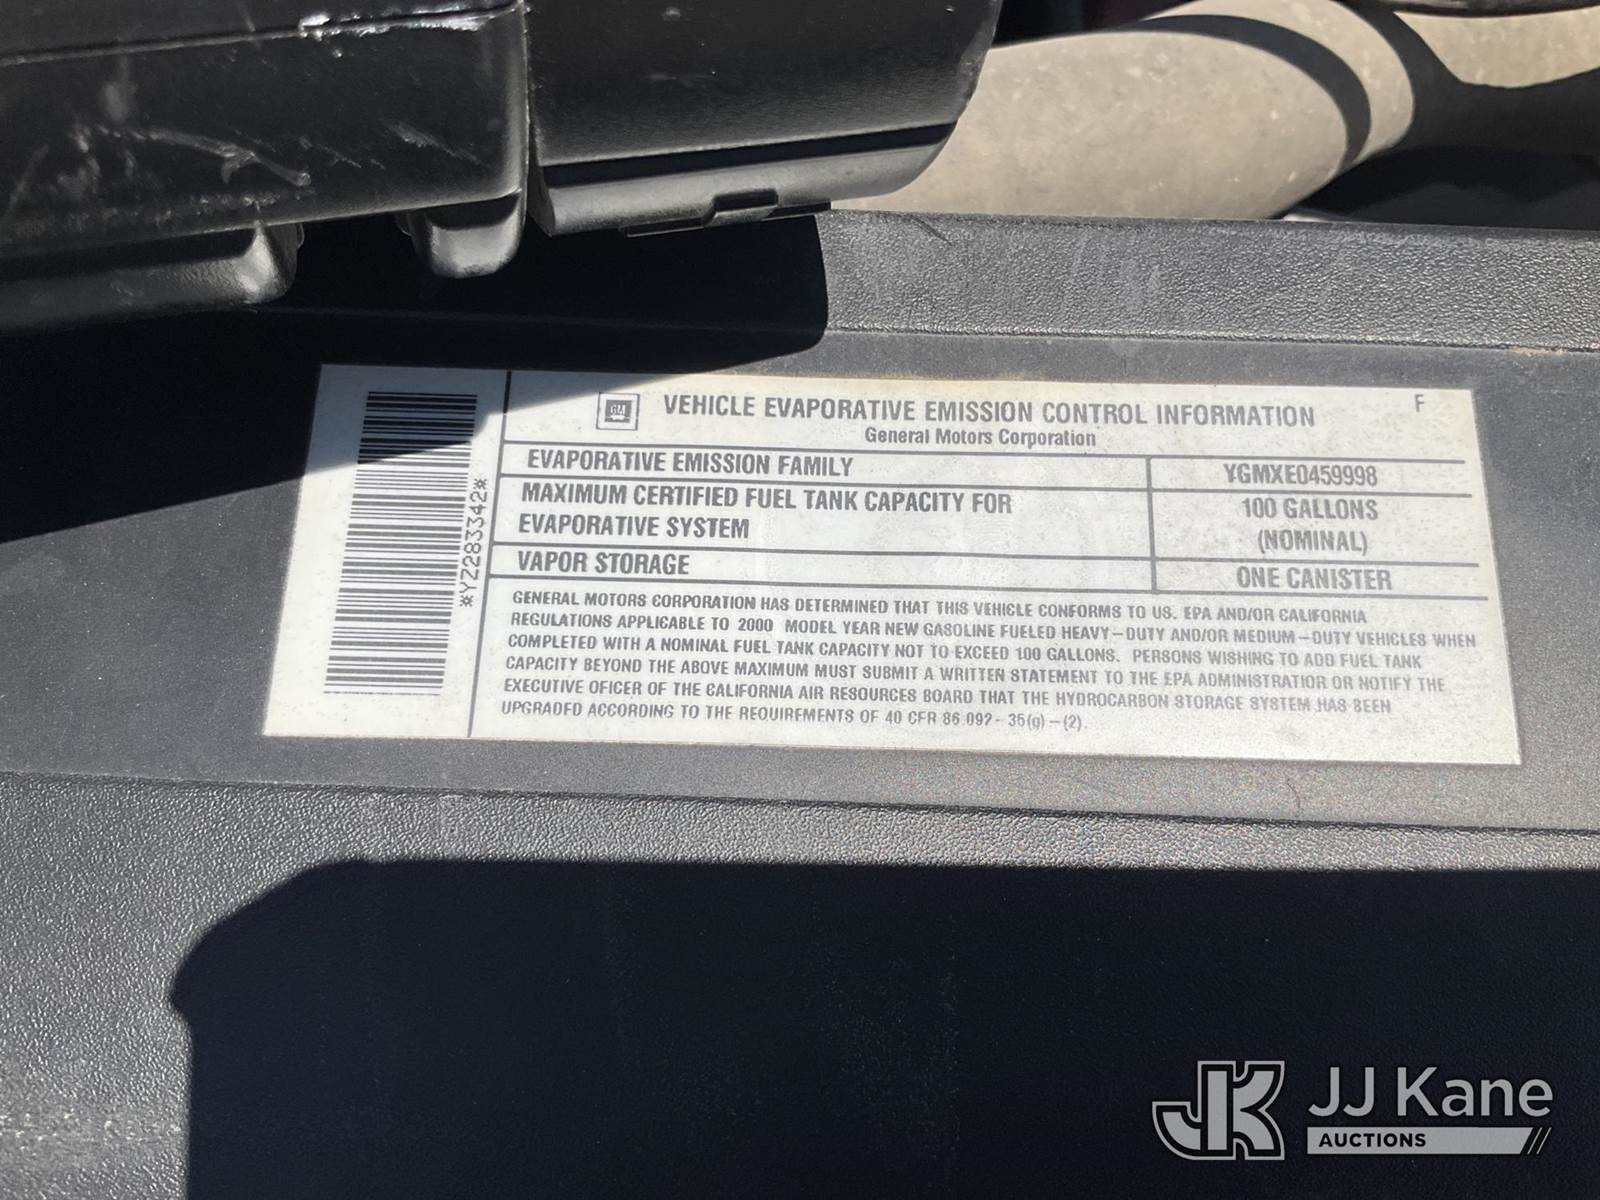 *YZ283342*
GM
VEHICLE EVAPORATIVE EMISSION CONTROL INFORMATION
F
General Motors Corporation
EVAPORATIVE EMISSION FAMILY YGMXE0459998
MAXIMUM CERTIFIED FUEL TANK CAPACITY FOR 100 GALLONS
EVAPORATIVE SYSTEM (NOMINAL)
VAPOR STORAGE ONE CANISTER
GENERAL MOTORS CORPORATION HAS DETERMINED THAT THIS VEHICLE CONFORMS TO US. EPA AND/OR CALIFORNIA
REGULATIONS APPLICABLE TO 2000 MODEL YEAR NEW GASOLINE FUELED HEAVY-DUTY AND/OR MEDIUM-DUTY VEHICLES WHEN
COMPLETED WITH A NOMINAL FUEL TANK CAPACITY NOT TO EXCEED 100 GALLONS. PERSONS WISHING TO ADD FUEL TANK
CAPACITY BEYOND THE ABOVE MAXIMUM MUST SUBMIT A WRITTEN STATEMENT TO THE EPA ADMINISTRATIOR OR NOTIFY THE
EXECUTIVE OFICER OF THE CALIFORNIA AIR RESOURCES BOARD THAT THE HYDROCARBON STORAGE SYSTEM HAS BEEN
UPGRADED ACCORDING TO THE REQUIREMENTS OF 40 CFR 86.092-35(g)-(2).
JK JJ Kane
AUCTIONS